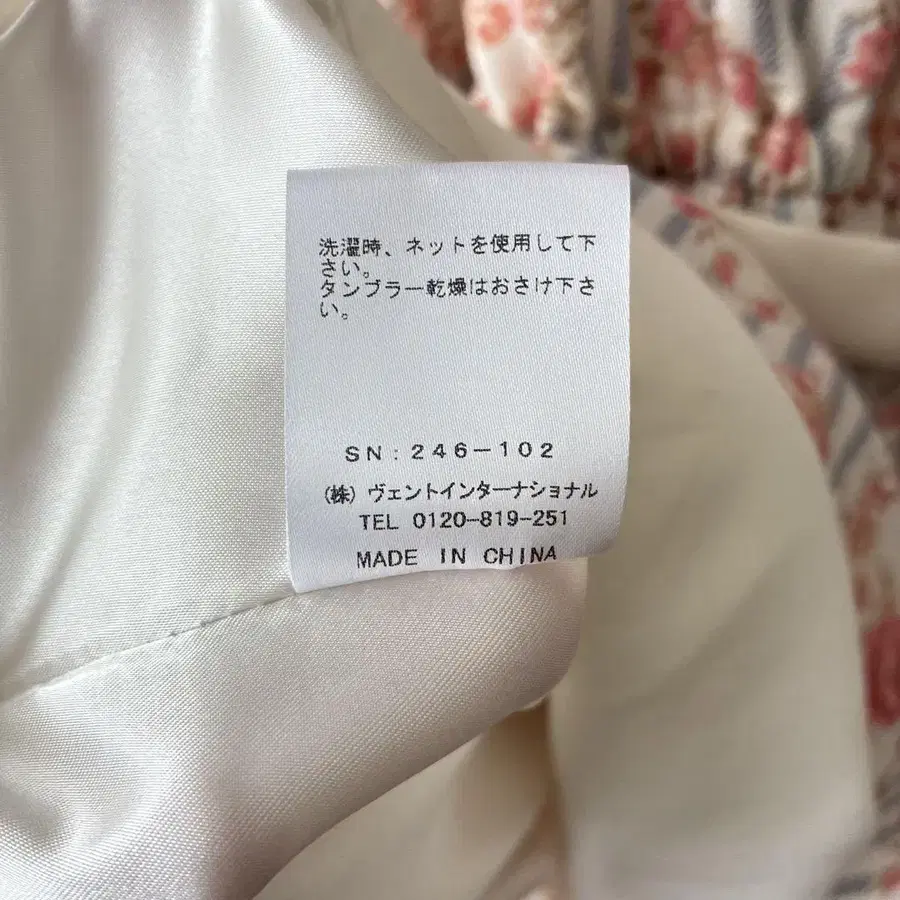 洗濯時、ネットを使用して下
さい。
タンブラー乾燥はおさけ下さ
い。
SN:246-102
(株)ヴェントインターナショナル
TEL 0120-819-251
MADE IN CHINA